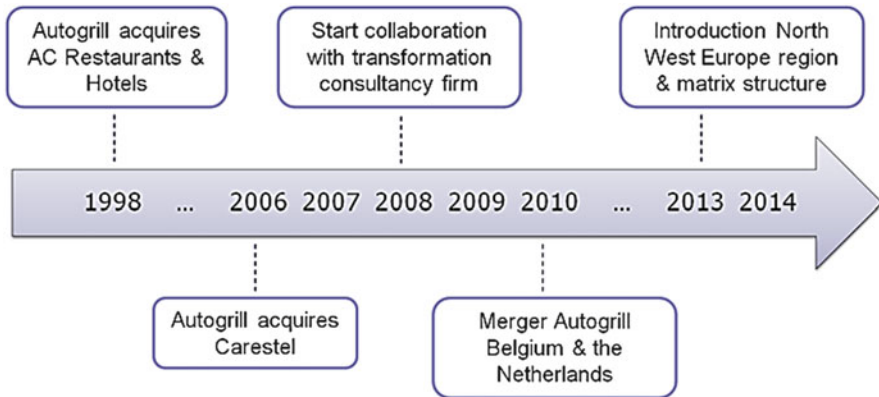 Autogrill acquires
AC Restaurants &
Hotels
Start collaboration
with transformation
consultancy firm
Introduction North
West Europe region
& matrix structure
1998 ... 2006 2007 2008 2009 2010 ... 2013 2014
Autogrill acquires
Carestel
Merger Autogrill
Belgium & the
Netherlands